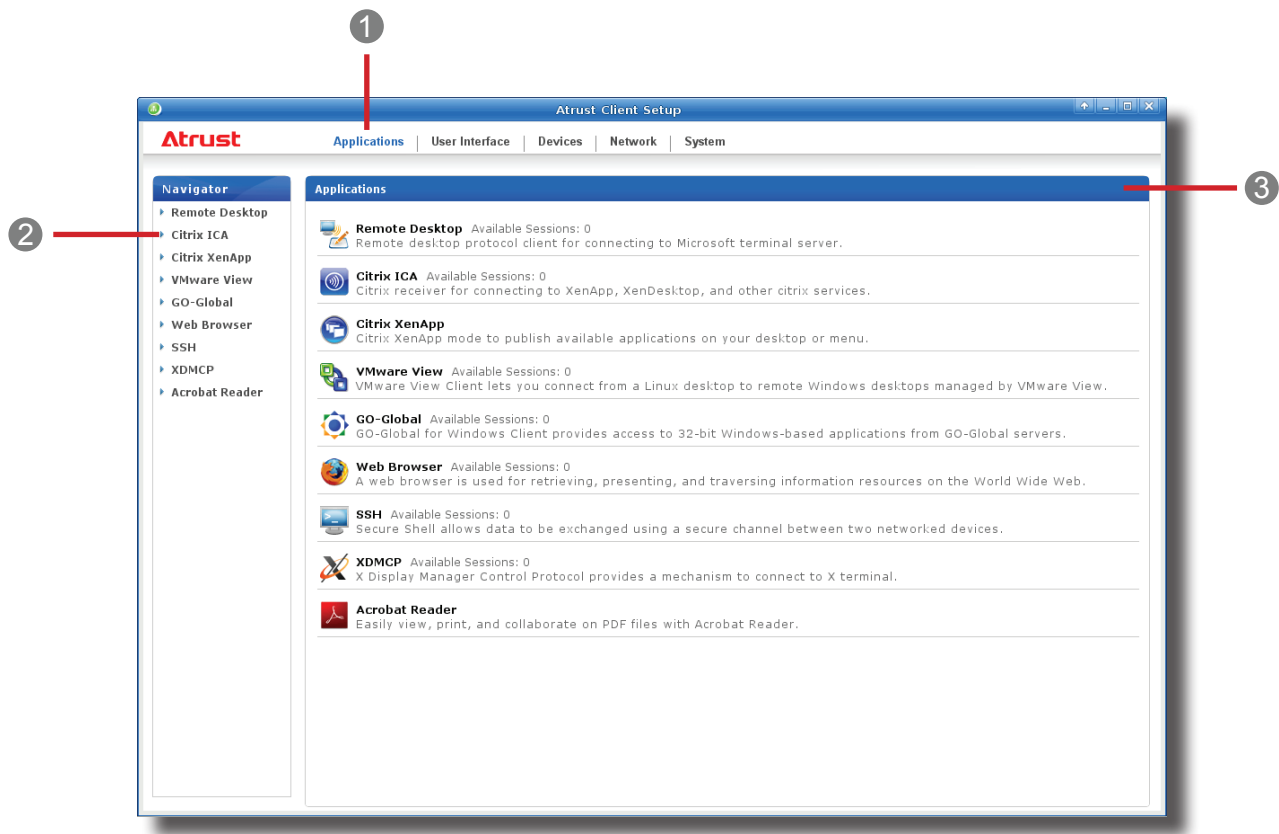 1
Atrust Client Setup
Atrust
Applications User Interface Devices Network System
Navigator
Remote Desktop
2
Citrix ICA
Citrix XenApp
VMware View
GO-Global
Web Browser
SSH
XDMCP
Acrobat Reader
Applications
3
Remote Desktop Available Sessions: 0
Remote desktop protocol client for connecting to Microsoft terminal server.
Citrix ICA Available Sessions: 0
Citrix receiver for connecting to XenApp, XenDesktop, and other citrix services.
Citrix XenApp
Citrix XenApp mode to publish available applications on your desktop or menu.
VMware View Available Sessions: 0
VMware View Client lets you connect from a Linux desktop to remote Windows desktops managed by VMware View.
GO-Global Available Sessions: 0
GO-Global for Windows Client provides access to 32-bit Windows-based applications from GO-Global servers.
Web Browser Available Sessions: 0
A web browser is used for retrieving, presenting, and traversing information resources on the World Wide Web.
SSH Available Sessions: 0
Secure Shell allows data to be exchanged using a secure channel between two networked devices.
XDMCP Available Sessions: 0
X Display Manager Control Protocol provides a mechanism to connect to X terminal.
Acrobat Reader
Easily view, print, and collaborate on PDF files with Acrobat Reader.